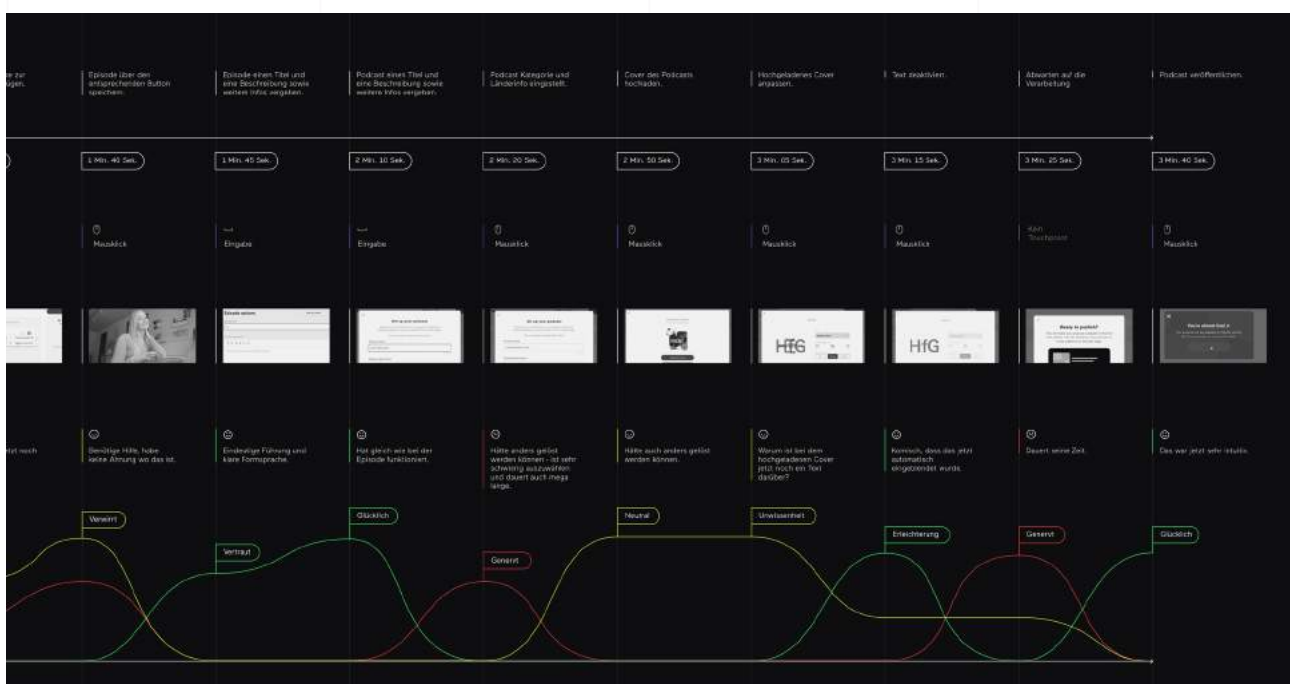 Episode über den
entsprechenden Button
speichern.
Episode einen Titel und
eine Beschreibung sowie
weitere Infos vergeben.
Podcast einen Titel und
eine Beschreibung sowie
weitere Infos vergeben.
Podcast Kategorie und
Länderinfo eingestellt.
Cover des Podcasts
hochladen.
Hochgeladenes Cover
anpassen.
Text deaktivieren.
Abwarten auf die
Verarbeitung
Podcast veröffentlichen.
1 Min. 40 Sek.
1 Min. 45 Sek.
2 Min. 10 Sek.
2 Min. 20 Sek.
2 Min. 50 Sek.
3 Min. 05 Sek.
3 Min. 15 Sek.
3 Min. 25 Sek.
3 Min. 40 Sek.
Mausklick
Eingabe
Eingabe
Mausklick
Mausklick
Mausklick
Mausklick
Kein
Touchpoint
Mausklick
HfG
Ready to publish?
You're almost live!
Benötige Hilfe, habe
keine Ahnung wo das ist.
Eindeutige Führung und
klare Formsprache.
Hat gleich wie bei der
Episode funktioniert.
Hätte anders gelöst
werden können - ist sehr
schwierig auszuwählen
und dauert auch mega
lange.
Hätte auch anders gelöst
werden können.
Warum ist bei dem
hochgeladenen Cover
jetzt noch ein Text
darüber?
Komisch, dass das jetzt
automatisch
eingeblendet wurde.
Dauert seine Zeit.
Das war jetzt sehr intuitiv.
Verwirrt
Vertraut
Glücklich
Genervt
Neutral
Unwissenheit
Erleichterung
Genervt
Glücklich